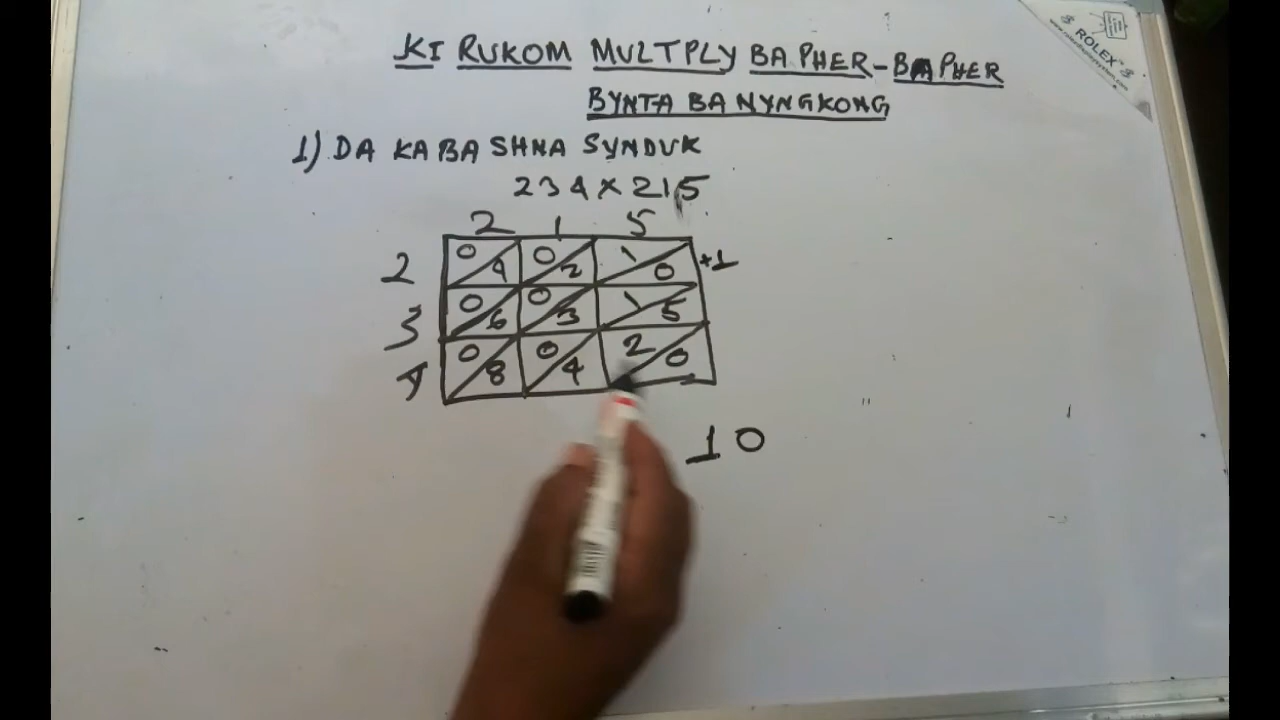 KI RUKOM MULTPLY BA PHER-BAPHER
BYNTA BA NYNGKONG
1) DA KABA SHNA SYNDUK
234 × 215
2 1 5
2 0 4 0 2 1 0 +1
3 0 6 0 3 1 5
4 0 8 0 4 2 0
10
ROLEX